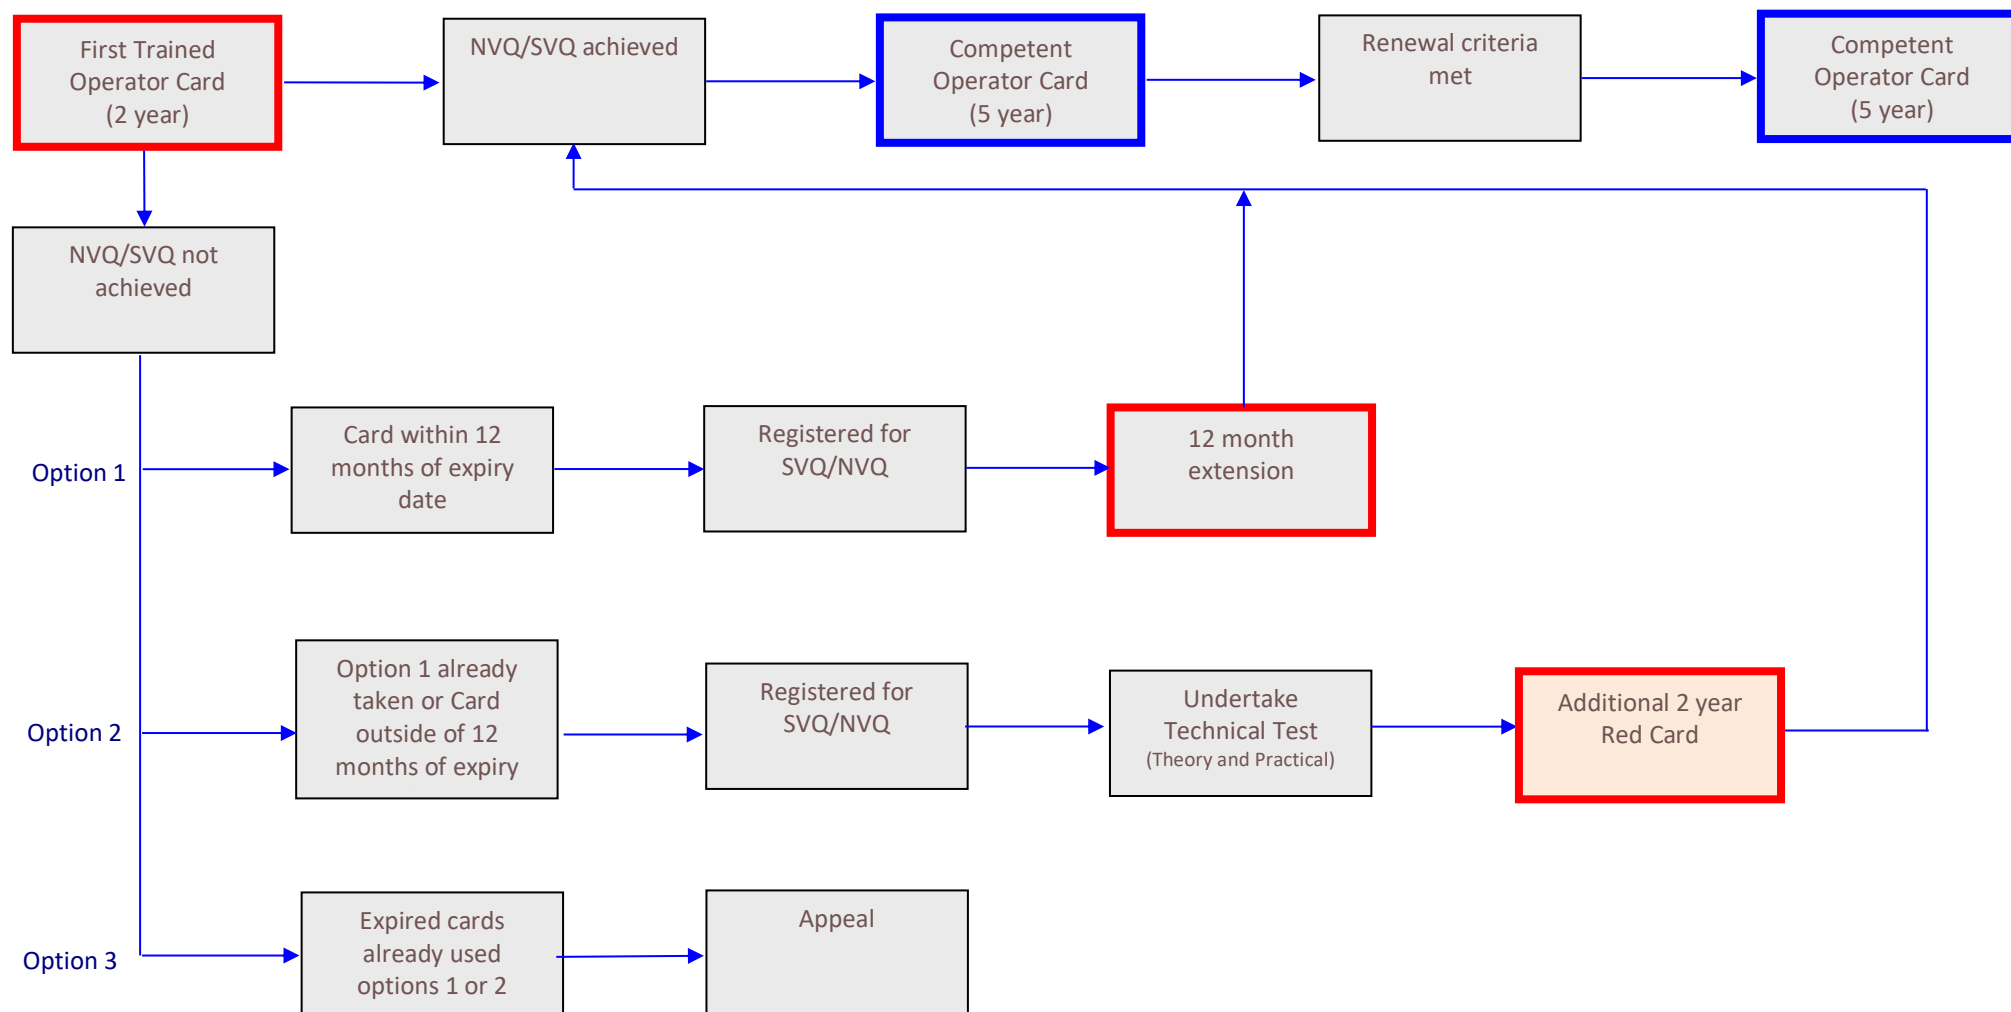 First Trained
Operator Card
(2 year)
NVQ/SVQ achieved
Competent
Operator Card
(5 year)
Renewal criteria
met
Competent
Operator Card
(5 year)
NVQ/SVQ not
achieved
Option 1
Card within 12
months of expiry
date
Registered for
SVQ/NVQ
12 month
extension
Option 2
Option 1 already
taken or Card
outside of 12
months of expiry
Registered for
SVQ/NVQ
Undertake
Technical Test
(Theory and Practical)
Additional 2 year
Red Card
Option 3
Expired cards
already used
options 1 or 2
Appeal